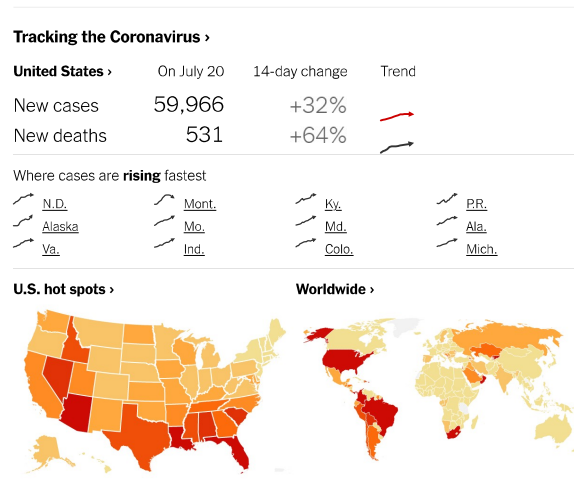 Tracking the Coronavirus ›
United States › On July 20 14-day change Trend
New cases 59,966 +32%
New deaths 531 +64%
Where cases are rising fastest
N.D. Mont. Ky. P.R.
Alaska Mo. Md. Ala.
Va. Ind. Colo. Mich.
U.S. hot spots › Worldwide ›